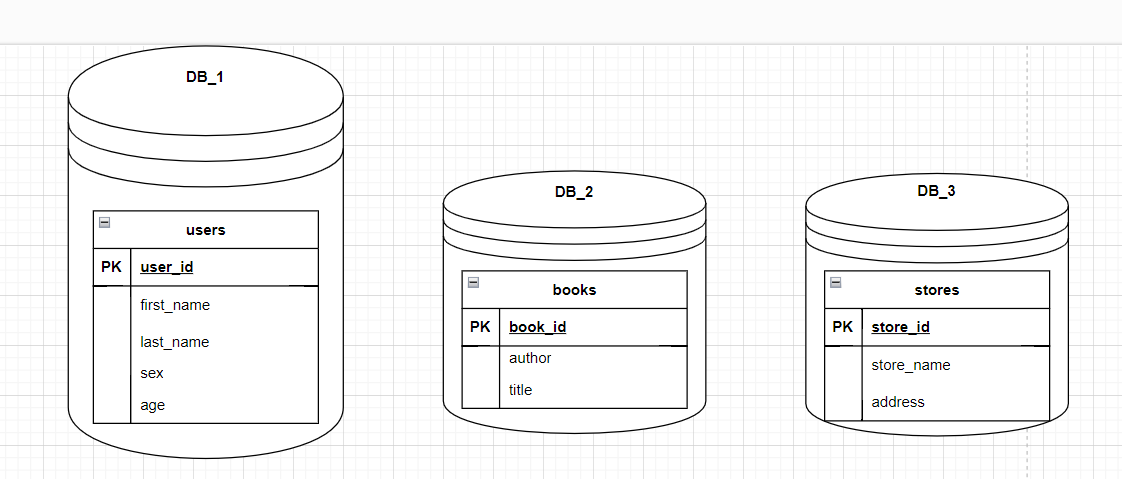 DB_1
users
PK user_id
first_name
last_name
sex
age
DB_2
books
PK book_id
author
title
DB_3
stores
PK store_id
store_name
address